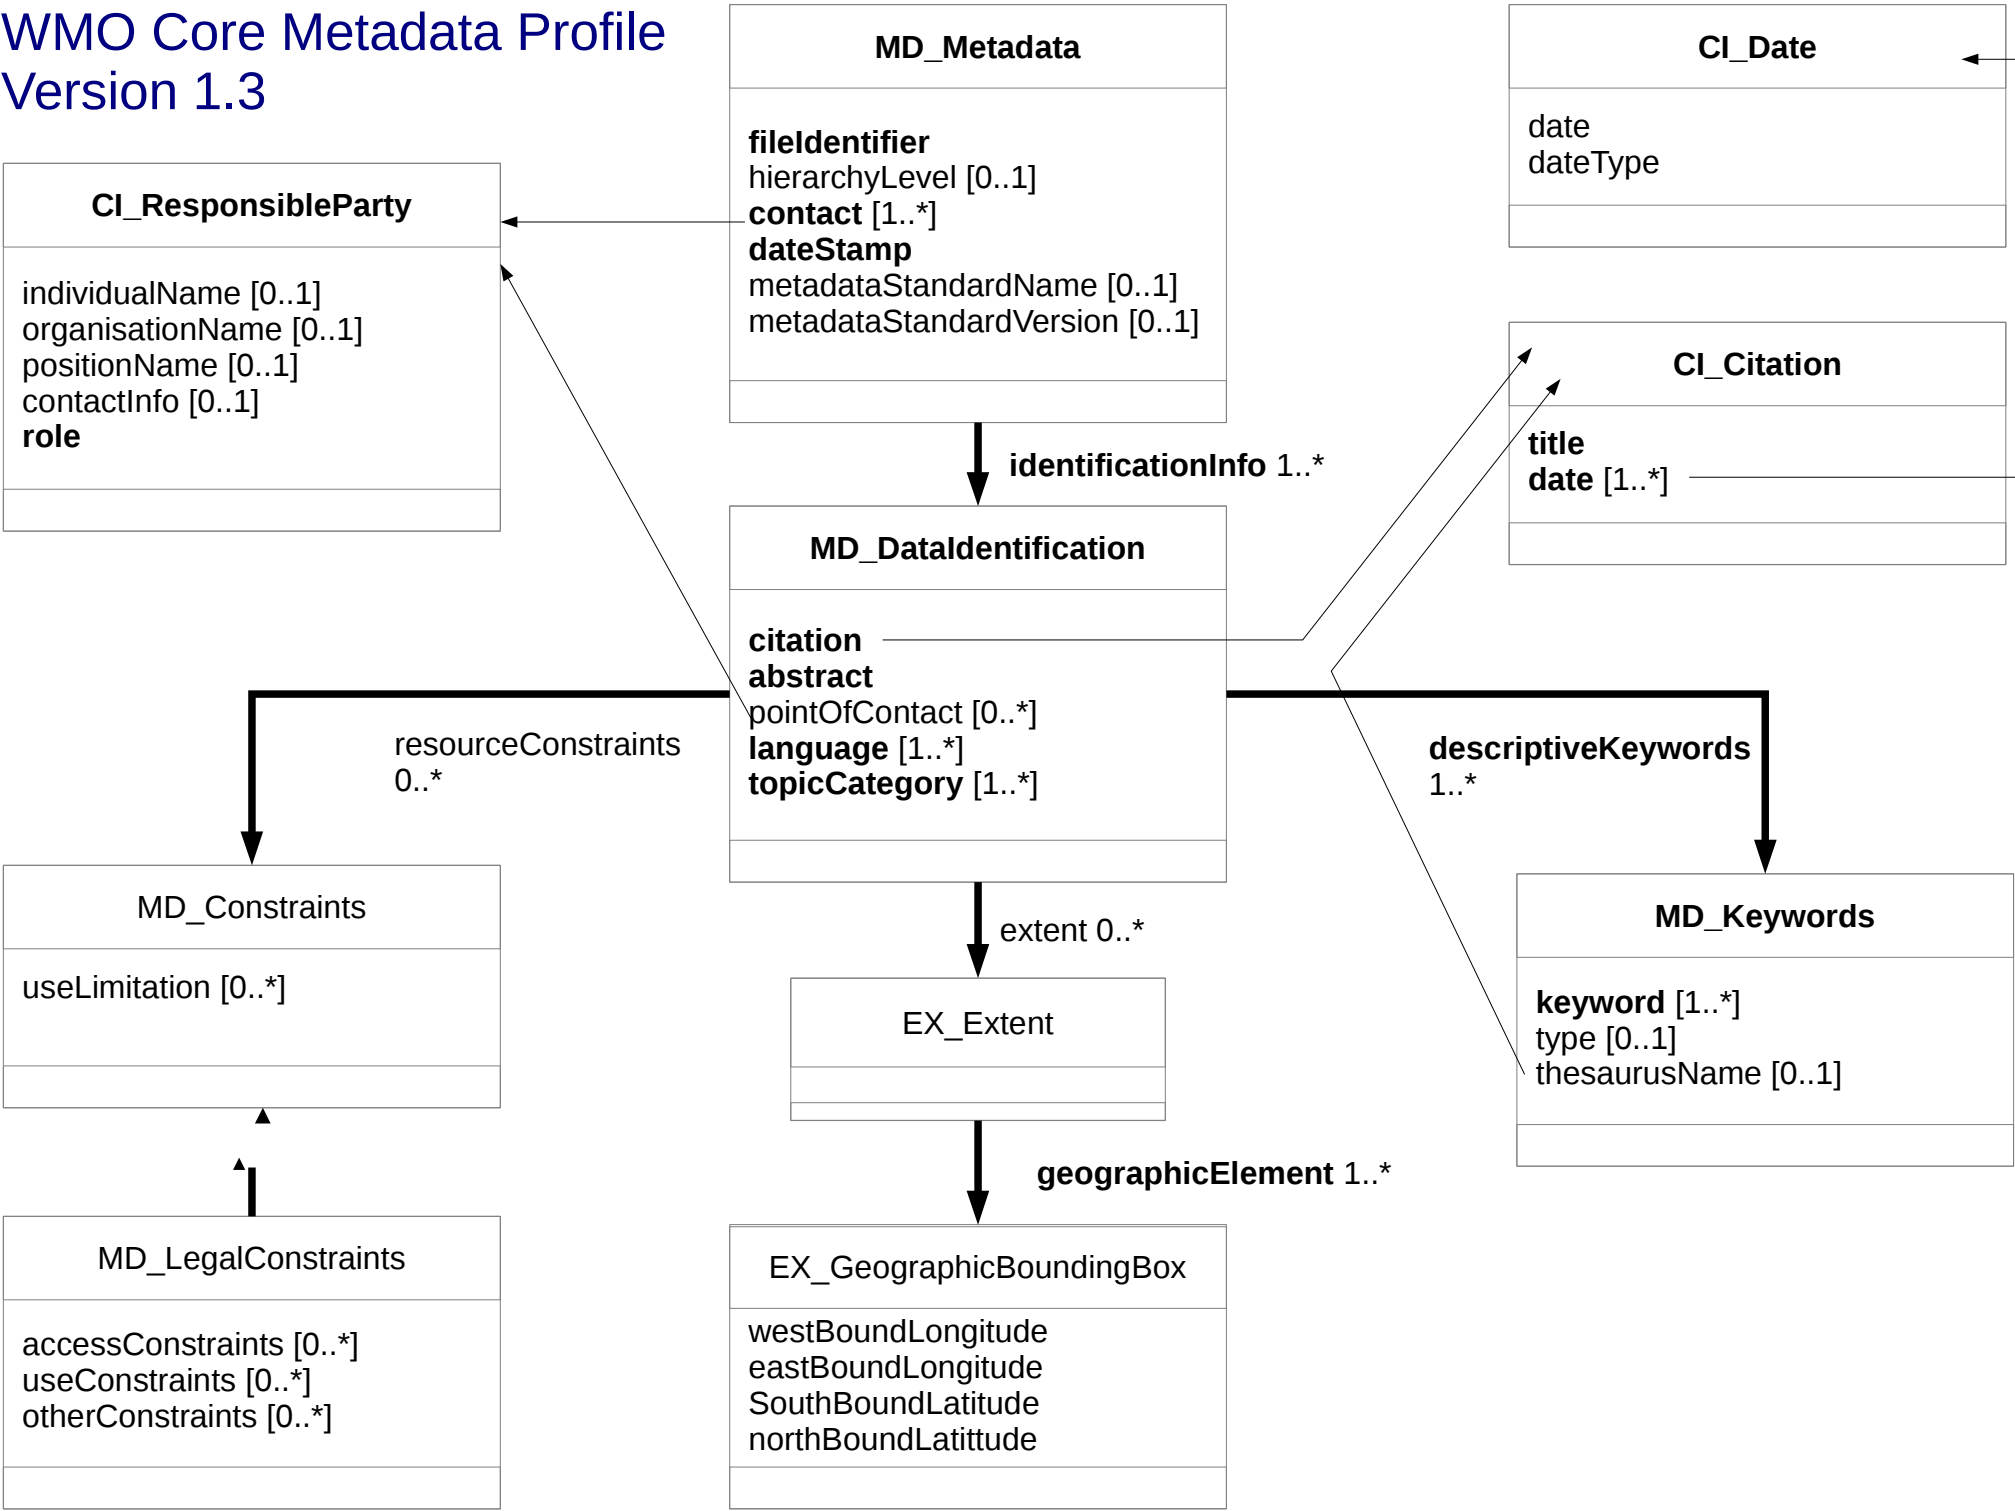 WMO Core Metadata Profile
Version 1.3
MD_Metadata
fileIdentifier
hierarchyLevel [0..1]
contact [1..*]
dateStamp
metadataStandardName [0..1]
metadataStandardVersion [0..1]
CI_Date
date
dateType
CI_ResponsibleParty
individualName [0..1]
organisationName [0..1]
positionName [0..1]
contactInfo [0..1]
role
CI_Citation
title
date [1..*]
identificationInfo 1..*
MD_DataIdentification
citation
abstract
pointOfContact [0..*]
language [1..*]
topicCategory [1..*]
resourceConstraints
0..*
descriptiveKeywords
1..*
MD_Constraints
useLimitation [0..*]
extent 0..*
EX_Extent
MD_Keywords
keyword [1..*]
type [0..1]
thesaurusName [0..1]
geographicElement 1..*
MD_LegalConstraints
accessConstraints [0..*]
useConstraints [0..*]
otherConstraints [0..*]
EX_GeographicBoundingBox
westBoundLongitude
eastBoundLongitude
SouthBoundLatitude
northBoundLatittude